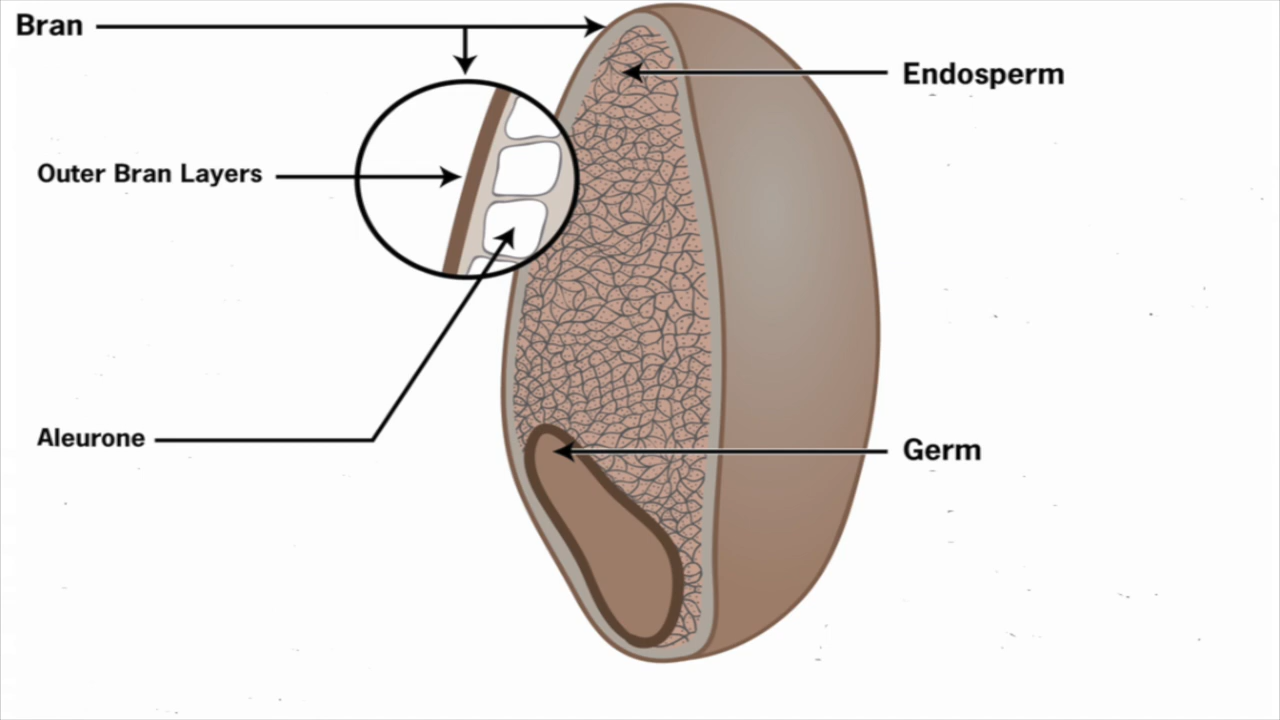 Bran
Endosperm
Outer Bran Layers
Aleurone
Germ